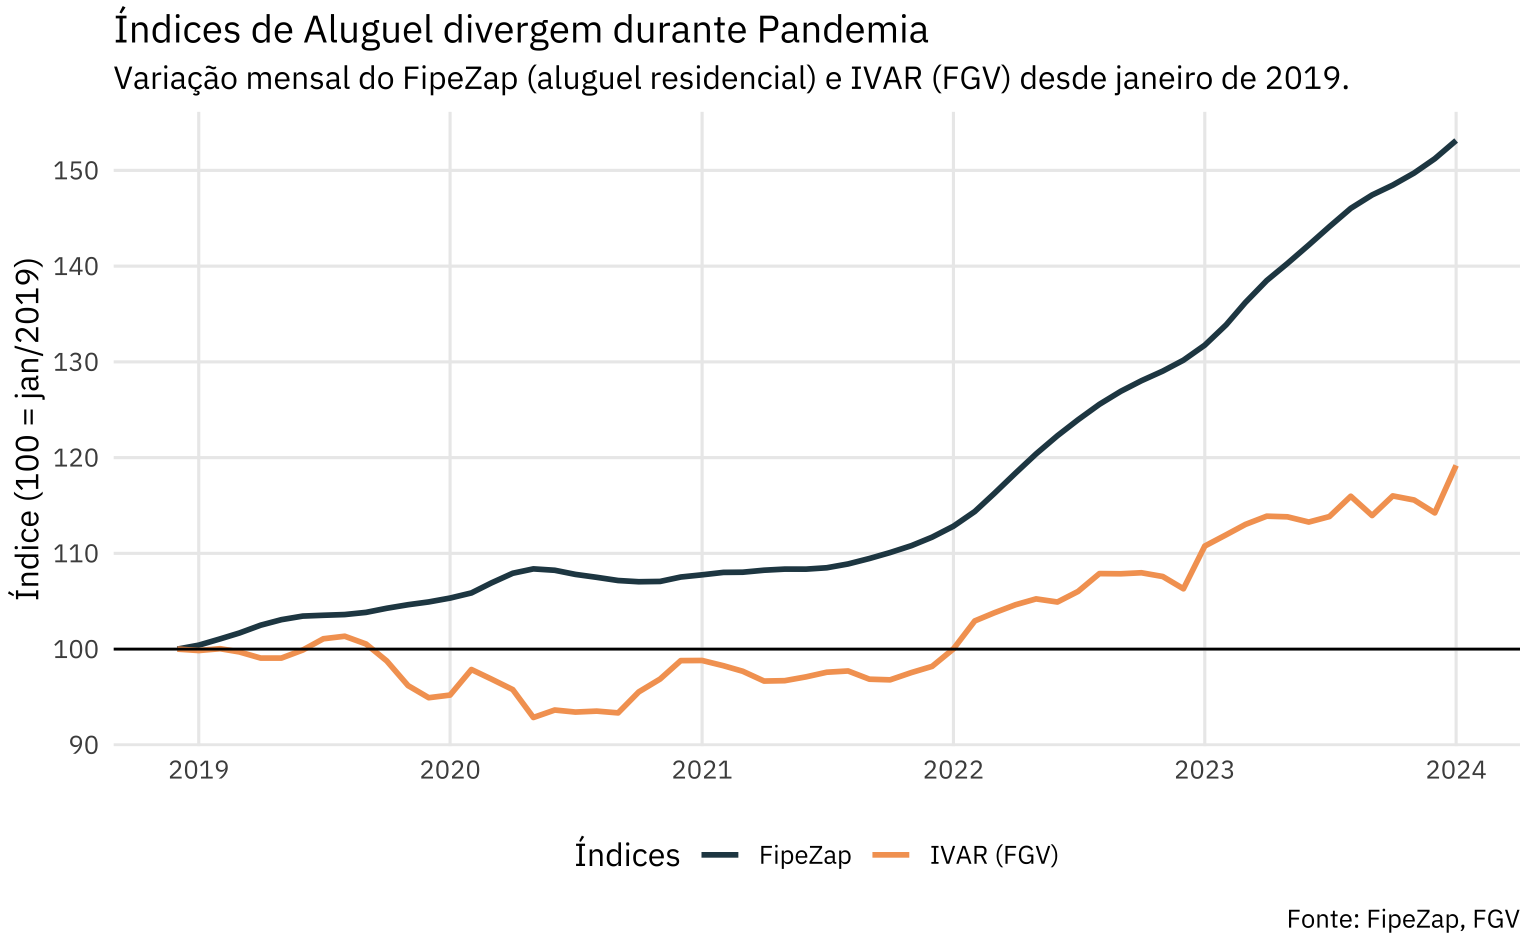 Índices de Aluguel divergem durante Pandemia
Variação mensal do FipeZap (aluguel residencial) e IVAR (FGV) desde janeiro de 2019.
Índice (100 = jan/2019)
150
140
130
120
110
100
90
2019 2020 2021 2022 2023 2024
Índices FipeZap IVAR (FGV)
Fonte: FipeZap, FGV